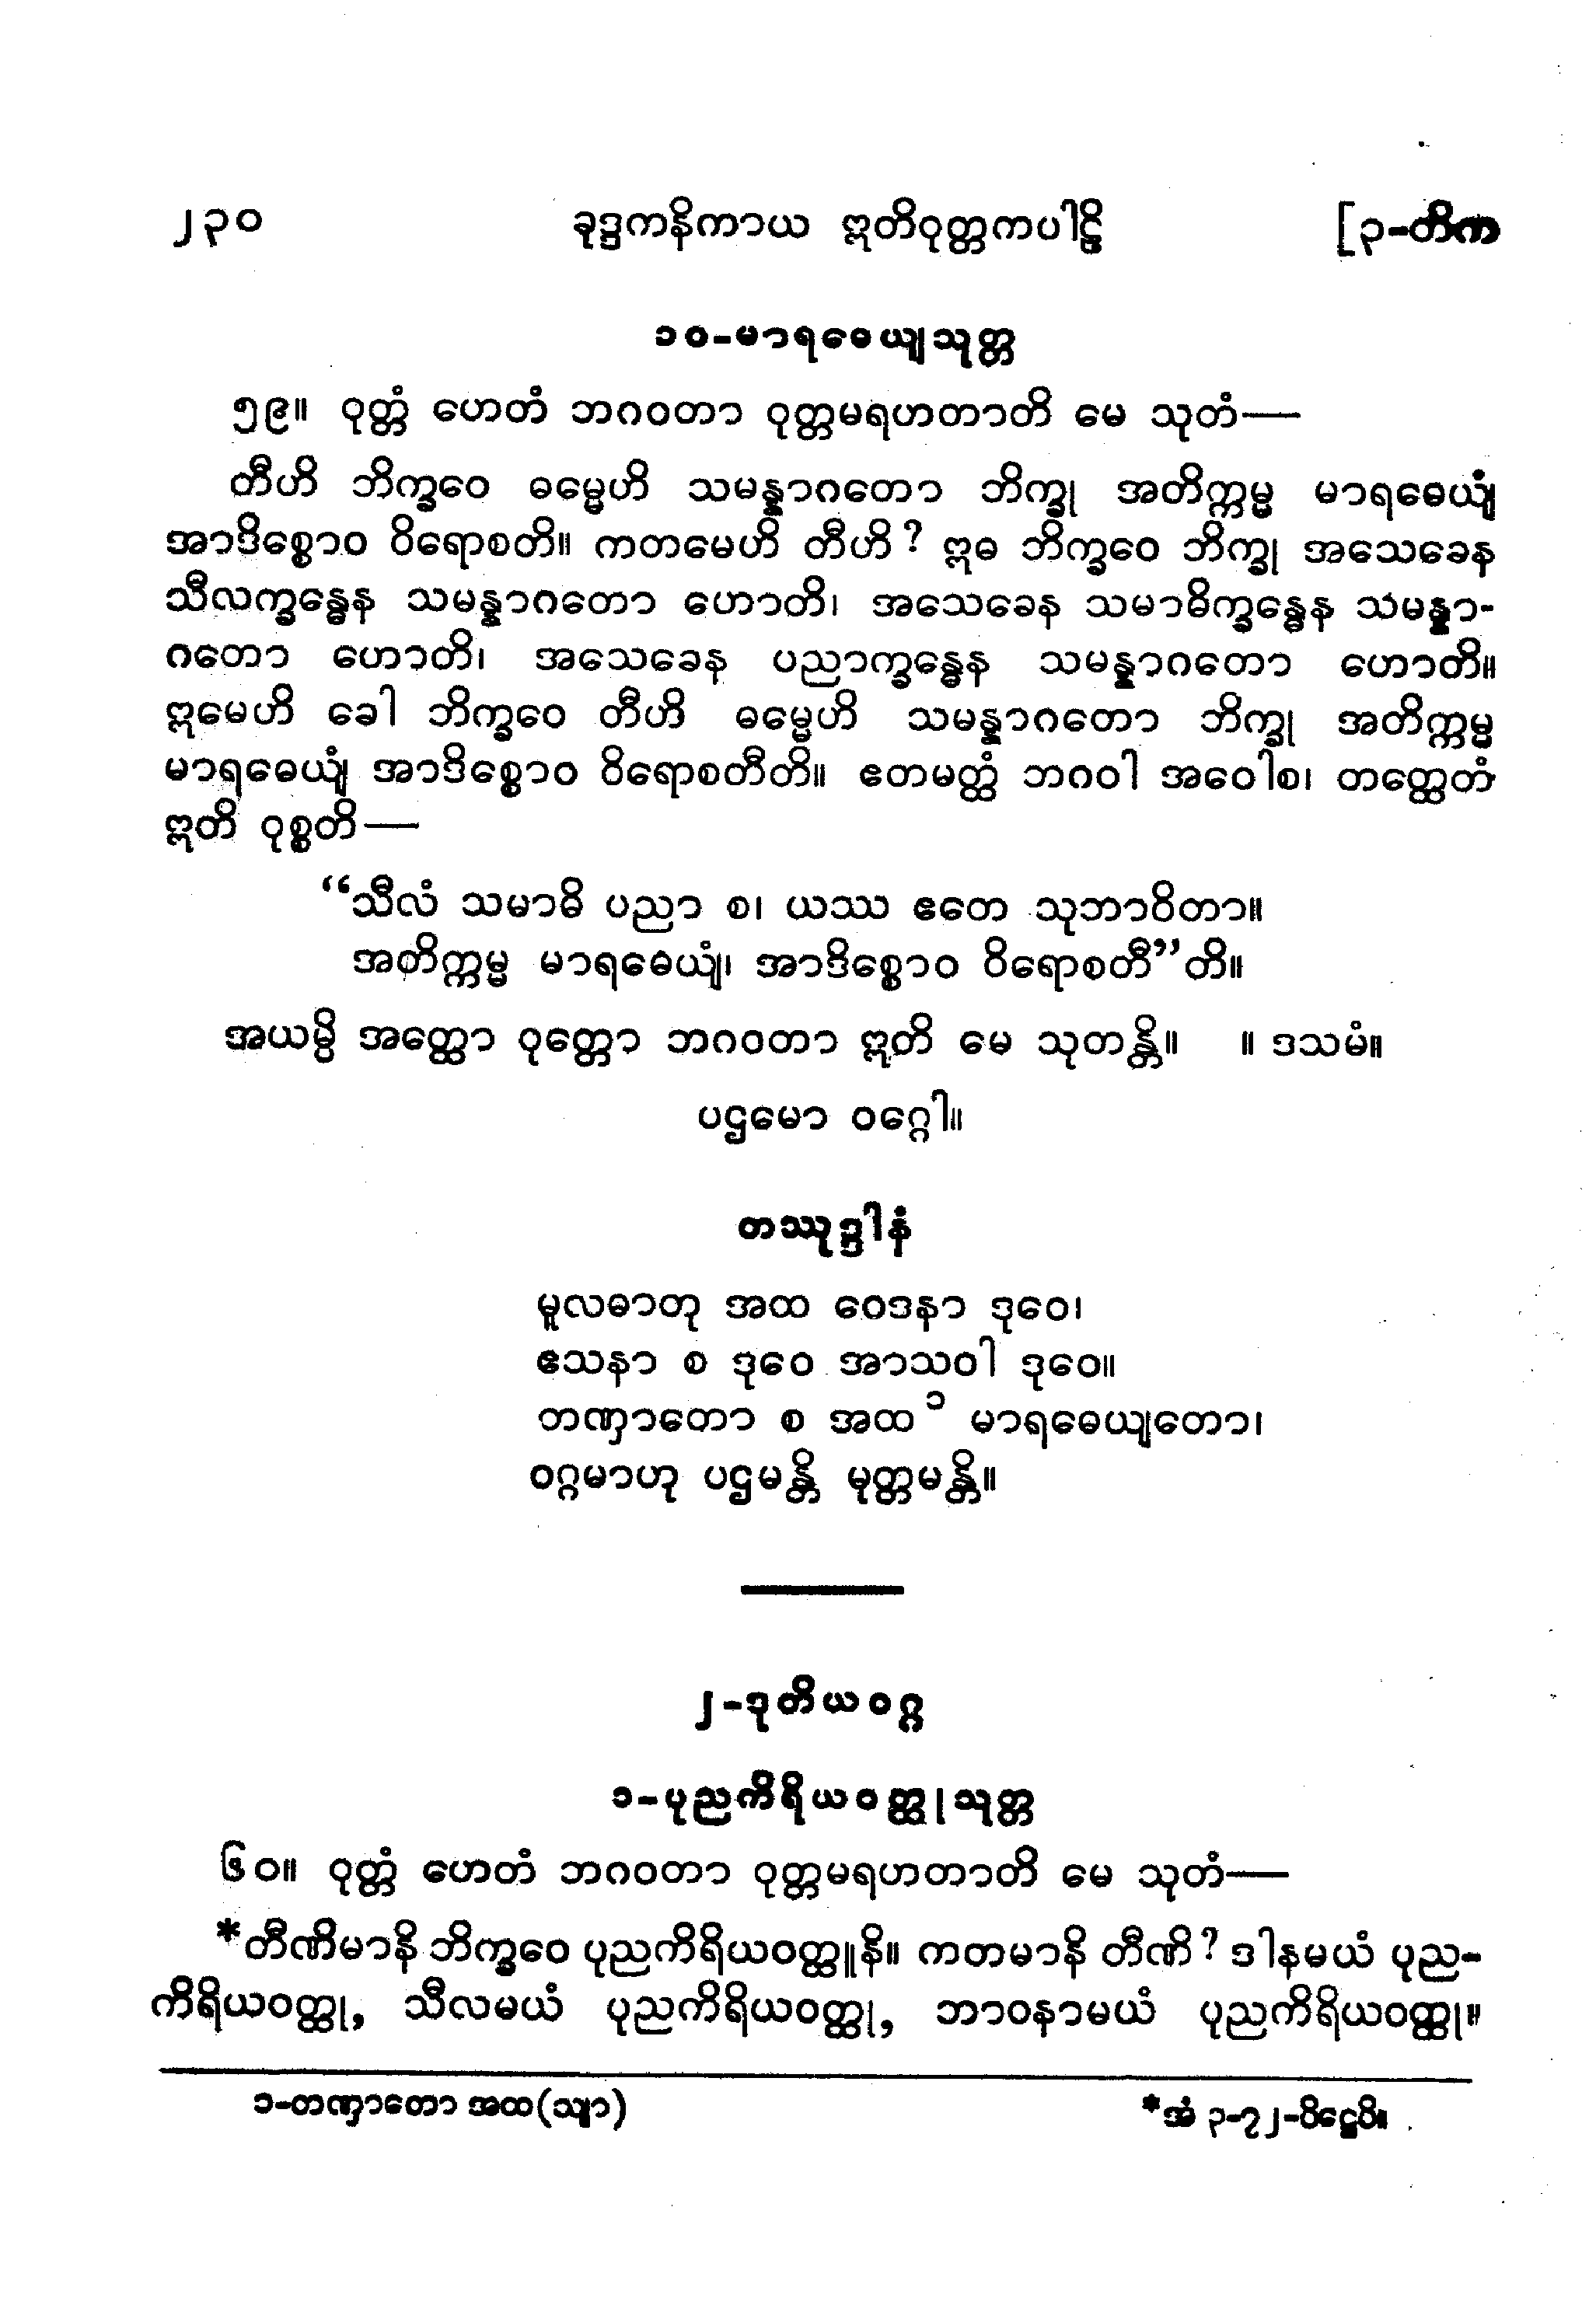 ၂၃၀ ခုဒ္ဒကနိကာယ ဣတိဝုတ္တကပါဠိ [၃-တိက
၁၀-မာရဓေယျသုတ္တ
၅၉။ ဝုတ္တံ ဟေတံ ဘဂဝတာ ဝုတ္တမရဟတာတိ မေ သုတံ—
တီဟိ ဘိက္ခဝေ ဓမ္မေဟိ သမန္နာဂတော ဘိက္ခု အတိက္ကမ္မ မာရဓေယျံ
အာဒိစ္စောဝ ဝိရောစတိ။ ကတမေဟိ တီဟိ? ဣဓ ဘိက္ခဝေ ဘိက္ခု အသေခေန
သီလက္ခန္ဓေန သမန္နာဂတော ဟောတိ၊ အသေခေန သမာဓိက္ခန္ဓေန သမန္နာ-
ဂတော ဟောတိ၊ အသေခေန ပညာက္ခန္ဓေန သမန္နာဂတော ဟောတိ။
ဣမေဟိ ခေါ ဘိက္ခဝေ တီဟိ ဓမ္မေဟိ သမန္နာဂတော ဘိက္ခု အတိက္ကမ္မ
မာရဓေယျံ အာဒိစ္စောဝ ဝိရောစတီတိ။ ဧတမတ္ထံ ဘဂဝါ အဝေါစ၊ တတ္ထေတံ
ဣတိ ဝုစ္စတိ—
“သီလံ သမာဓိ ပညာ စ၊ ယဿ ဧတေ သုဘာဝိတာ။
အတိက္ကမ္မ မာရဓေယျံ၊ အာဒိစ္စောဝ ဝိရောစတီ”တိ။
အယမ္ပိ အတ္ထော ဝုတ္တော ဘဂဝတာ ဣတိ မေ သုတန္တိ။ ။ ဒသမံ။
ပဌမော ဝဂ္ဂေါ။
တဿုဒ္ဒါနံ
မူလဓာတု အထ ဝေဒနာ ဒုဝေ၊
ဧသနာ စ ဒုဝေ အာသဝါ ဒုဝေ။
တဏှာတော စ အထ ၁ မာရဓေယျတော၊
ဝဂ္ဂမာဟု ပဌမန္တိ မုတ္တမန္တိ။
၂-ဒုတိယဝဂ္ဂ
၁-ပုညကိရိယဝတ္ထုသုတ္တ
၆၀။ ဝုတ္တံ ဟေတံ ဘဂဝတာ ဝုတ္တမရဟတာတိ မေ သုတံ—
*တီဏိမာနိ ဘိက္ခဝေ ပုညကိရိယဝတ္ထူနိ။ ကတမာနိ တီဏိ? ဒါနမယံ ပုည-
ကိရိယဝတ္ထု, သီလမယံ ပုညကိရိယဝတ္ထု, ဘာဝနာမယံ ပုညကိရိယဝတ္ထု။
၁-တဏှာတော အထ(သျာ) *အံ ၃-၇၂-ပိဋ္ဌေပိ။